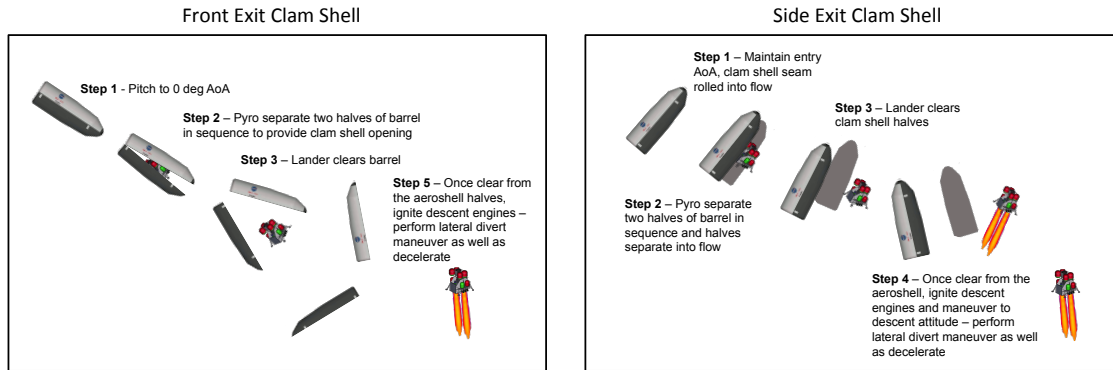 Front Exit Clam Shell
Step 1 - Pitch to 0 deg AoA
Step 2 – Pyro separate two halves of barrel
in sequence to provide clam shell opening
Step 3 – Lander clears barrel
Step 5 – Once clear from
the aeroshell halves,
ignite descent engines –
perform lateral divert
maneuver as well as
decelerate
Side Exit Clam Shell
Step 1 – Maintain entry
AoA, clam shell seam
rolled into flow
Step 3 – Lander clears
clam shell halves
Step 2 – Pyro separate
two halves of barrel in
sequence and halves
separate into flow
Step 4 – Once clear from the
aeroshell, ignite descent
engines and maneuver to
descent attitude – perform
lateral divert maneuver as well
as decelerate